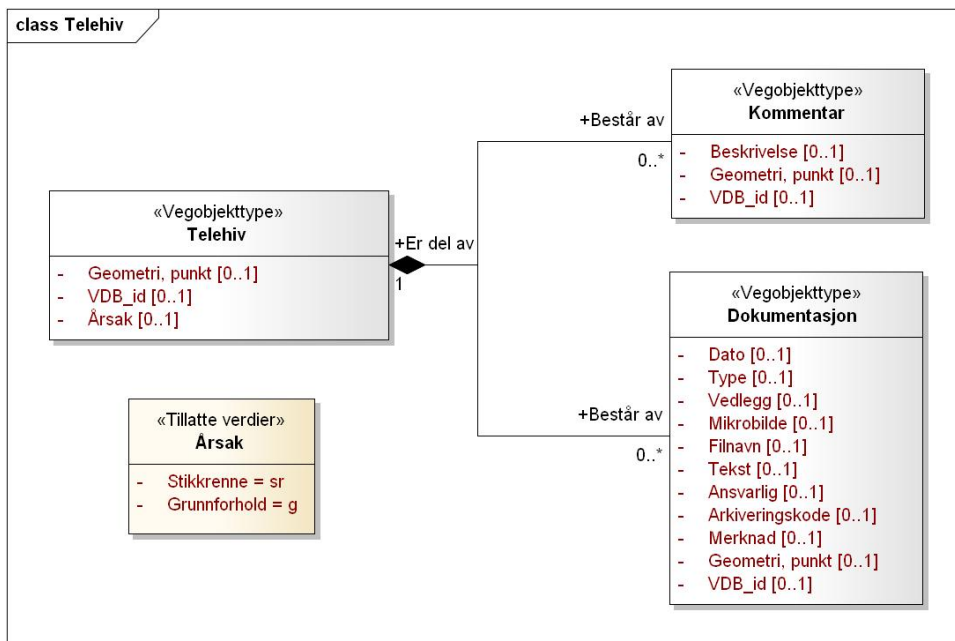 class Telehiv
«Vegobjekttype»
Telehiv
- Geometri, punkt [0..1]
- VDB_id [0..1]
- Årsak [0..1]
+Er del av
1
+Består av
0..*
«Vegobjekttype»
Kommentar
- Beskrivelse [0..1]
- Geometri, punkt [0..1]
- VDB_id [0..1]
+Består av
0..*
«Vegobjekttype»
Dokumentasjon
- Dato [0..1]
- Type [0..1]
- Vedlegg [0..1]
- Mikrobilde [0..1]
- Filnavn [0..1]
- Tekst [0..1]
- Ansvarlig [0..1]
- Arkiveringskode [0..1]
- Merknad [0..1]
- Geometri, punkt [0..1]
- VDB_id [0..1]
«Tillatte verdier»
Årsak
- Stikkrenne = sr
- Grunnforhold = g